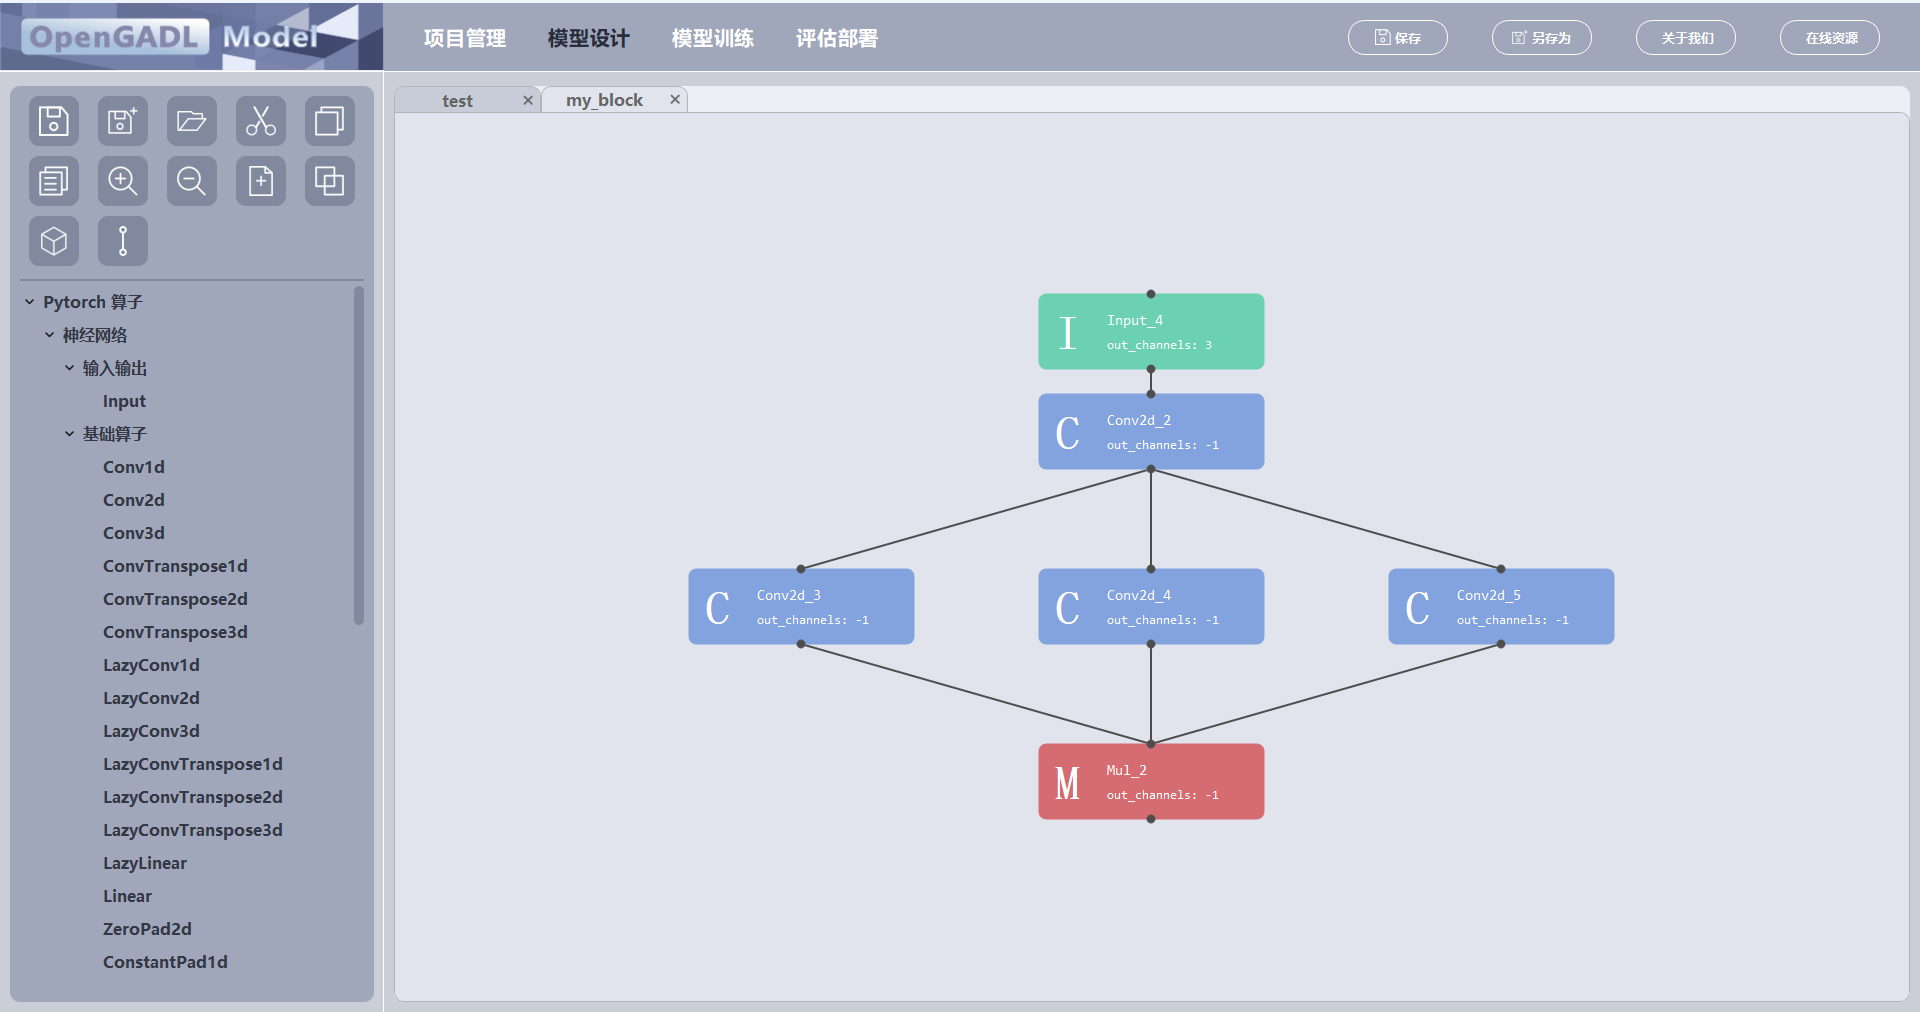 OpenGADL Model
项目管理 模型设计 模型训练 评估部署
保存 另存为 关于我们 在线资源
test × my_block ×
Pytorch 算子
神经网络
输入输出
Input
基础算子
Conv1d
Conv2d
Conv3d
ConvTranspose1d
ConvTranspose2d
ConvTranspose3d
LazyConv1d
LazyConv2d
LazyConv3d
LazyConvTranspose1d
LazyConvTranspose2d
LazyConvTranspose3d
LazyLinear
Linear
ZeroPad2d
ConstantPad1d
I
Input_4
out_channels: 3
C
Conv2d_2
out_channels: -1
C
Conv2d_3
out_channels: -1
C
Conv2d_4
out_channels: -1
C
Conv2d_5
out_channels: -1
M
Mul_2
out_channels: -1